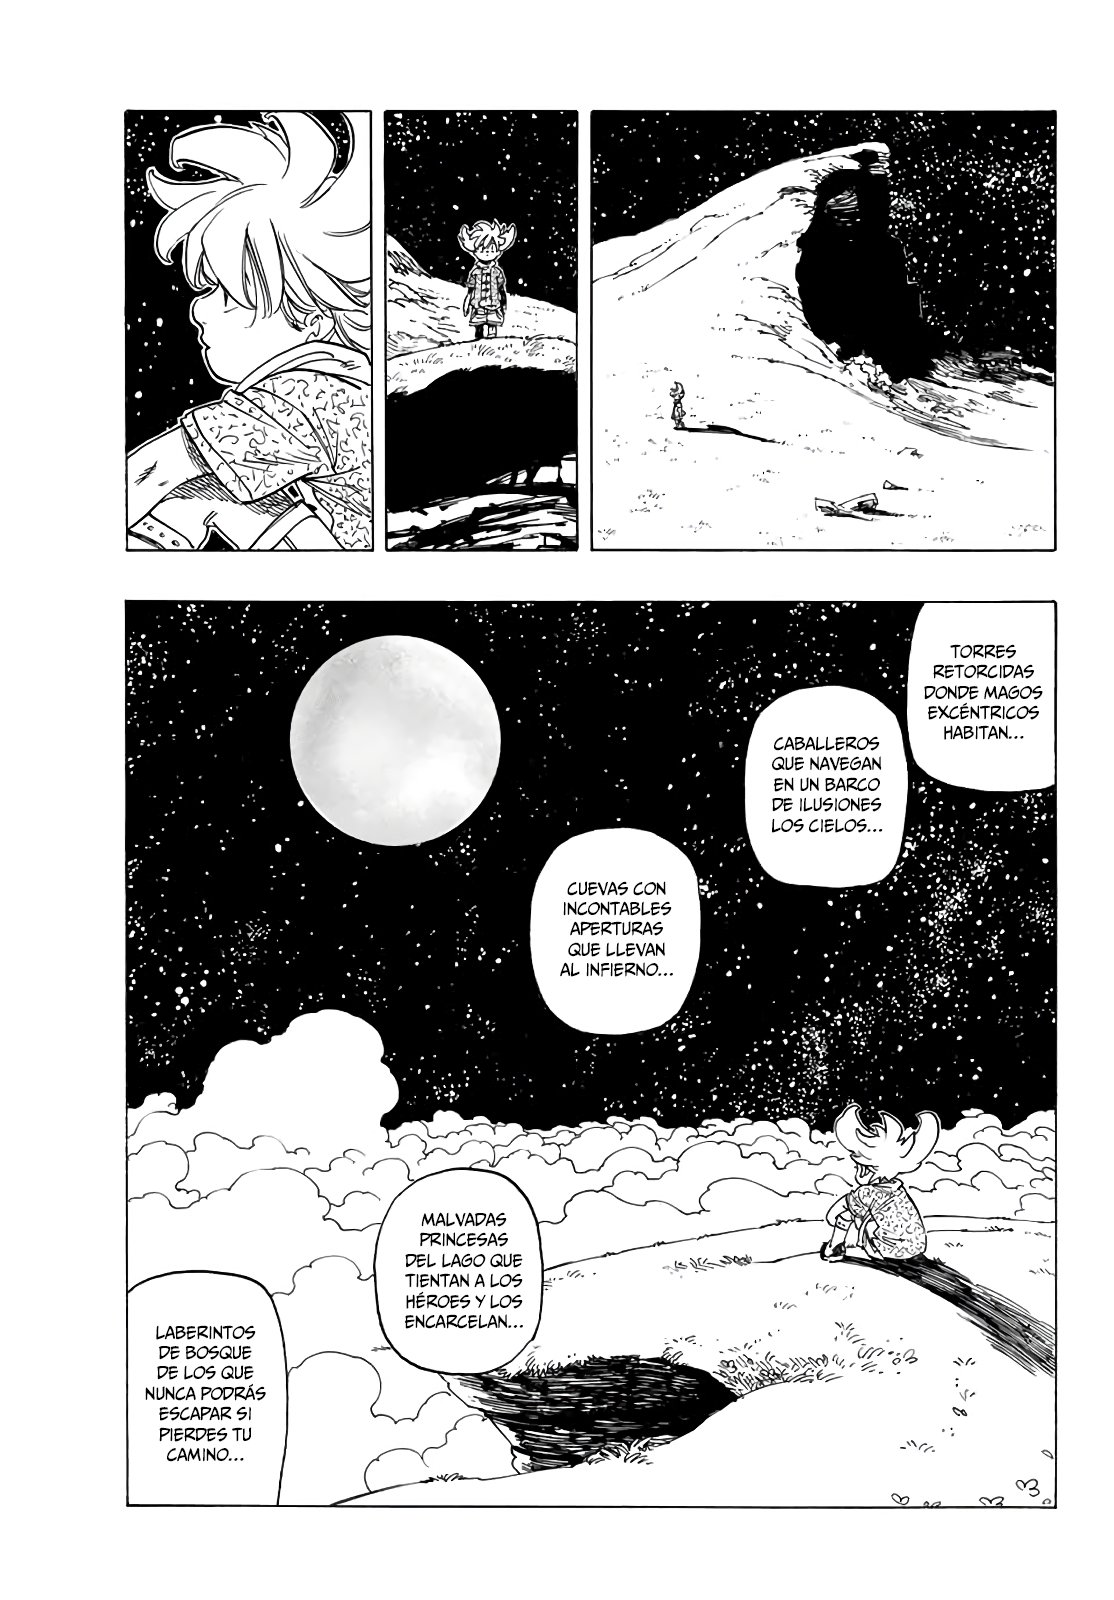 TORRES
RETORCIDAS
DONDE MAGOS
EXCÉNTRICOS
HABITAN...
CABALLEROS
QUE NAVEGAN
EN UN BARCO
DE ILUSIONES
LOS CIELOS...
CUEVAS CON
INCONTABLES
APERTURAS
QUE LLEVAN
AL INFIERNO...
MALVADAS
PRINCESAS
DEL LAGO QUE
TIENTAN A LOS
HÉROES Y LOS
ENCARCELAN...
LABERINTOS
DE BOSQUE
DE LOS QUE
NUNCA PODRÁS
ESCAPAR SI
PIERDES TU
CAMINO...